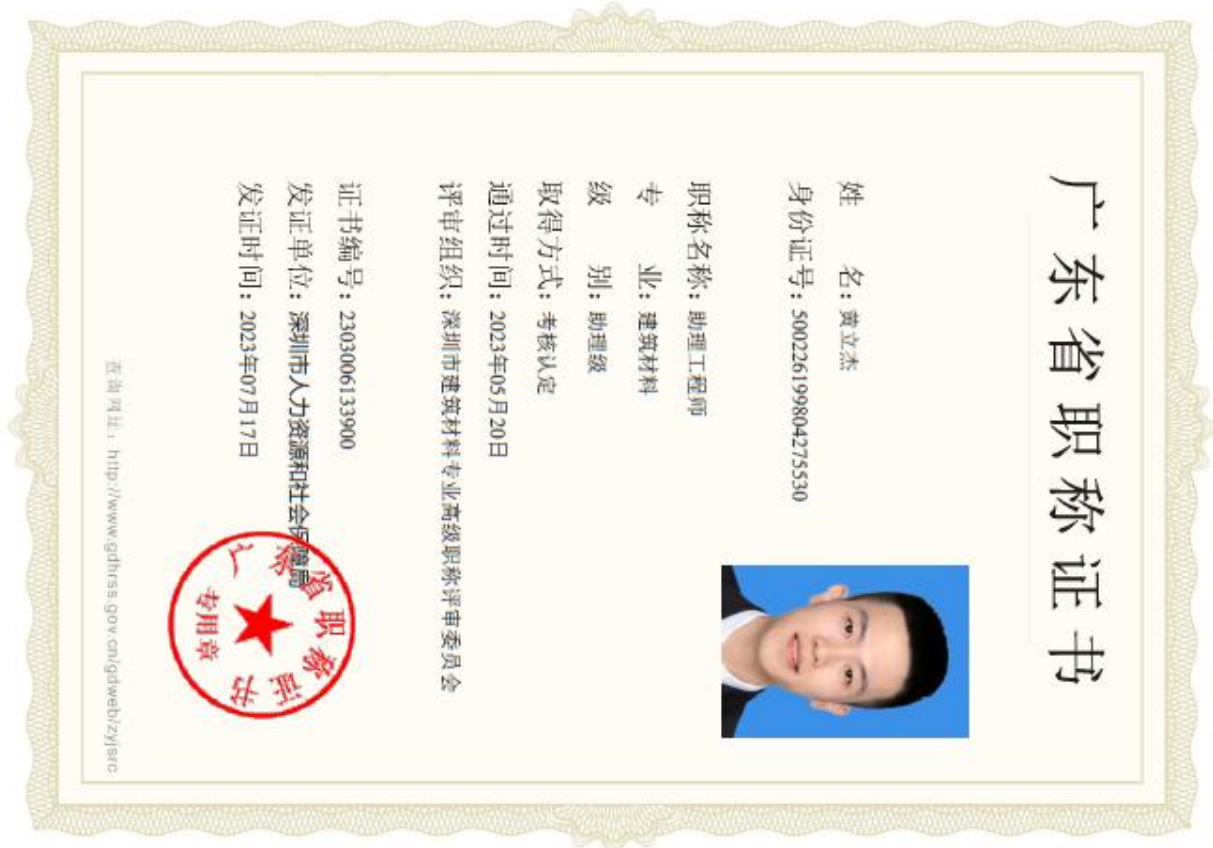 广东省职称证书
姓　　名：黄立杰
身份证号：500226199804275530
职称名称：助理工程师
专　　业：建筑材料
级　　别：助理级
取得方式：考核认定
通过时间：2023年05月20日
评审组织：深圳市建筑材料专业高级职称评审委员会
证书编号：2303006133900
发证单位：深圳市人力资源和社会保障局
发证时间：2023年07月17日
广东省职称证书
专用章
查询网址：http://www.gdhrss.gov.cn/gdweb/zyjsrc